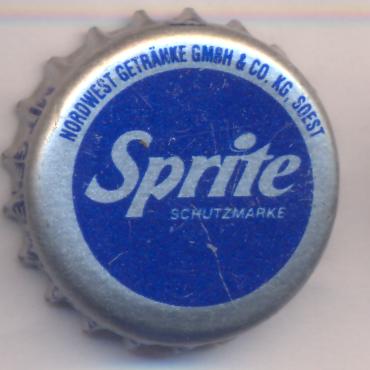 NORDWEST GETRÄNKE GMBH & CO. KG, SOEST
Sprite
SCHUTZMARKE